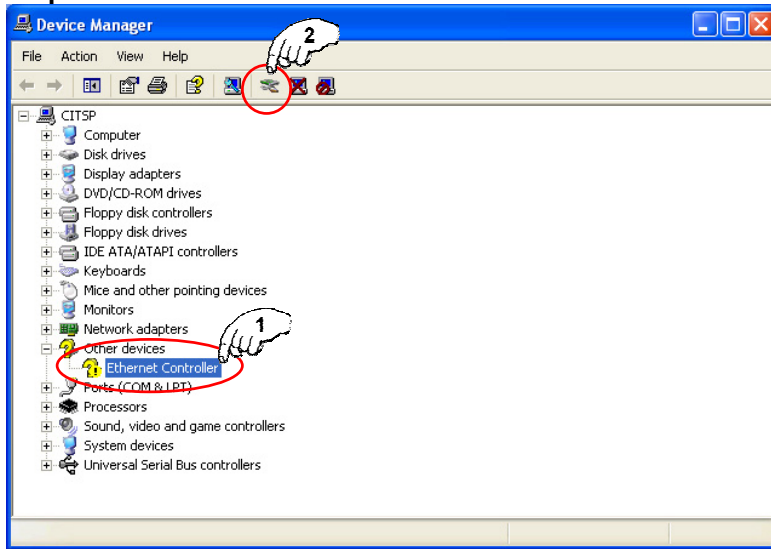 Device Manager
File Action View Help
2
CITSP
Computer
Disk drives
Display adapters
DVD/CD-ROM drives
Floppy disk controllers
Floppy disk drives
IDE ATA/ATAPI controllers
Keyboards
Mice and other pointing devices
Monitors
Network adapters
1
Other devices
Ethernet Controller
Ports (COM & LPT)
Processors
Sound, video and game controllers
System devices
Universal Serial Bus controllers